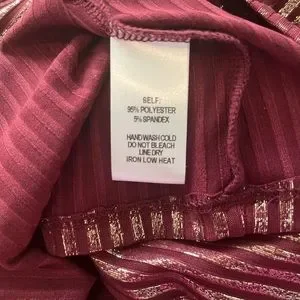 SELF:
95% POLYESTER
5% SPANDEX
HAND WASH COLD
DO NOT BLEACH
LINE DRY
IRON LOW HEAT